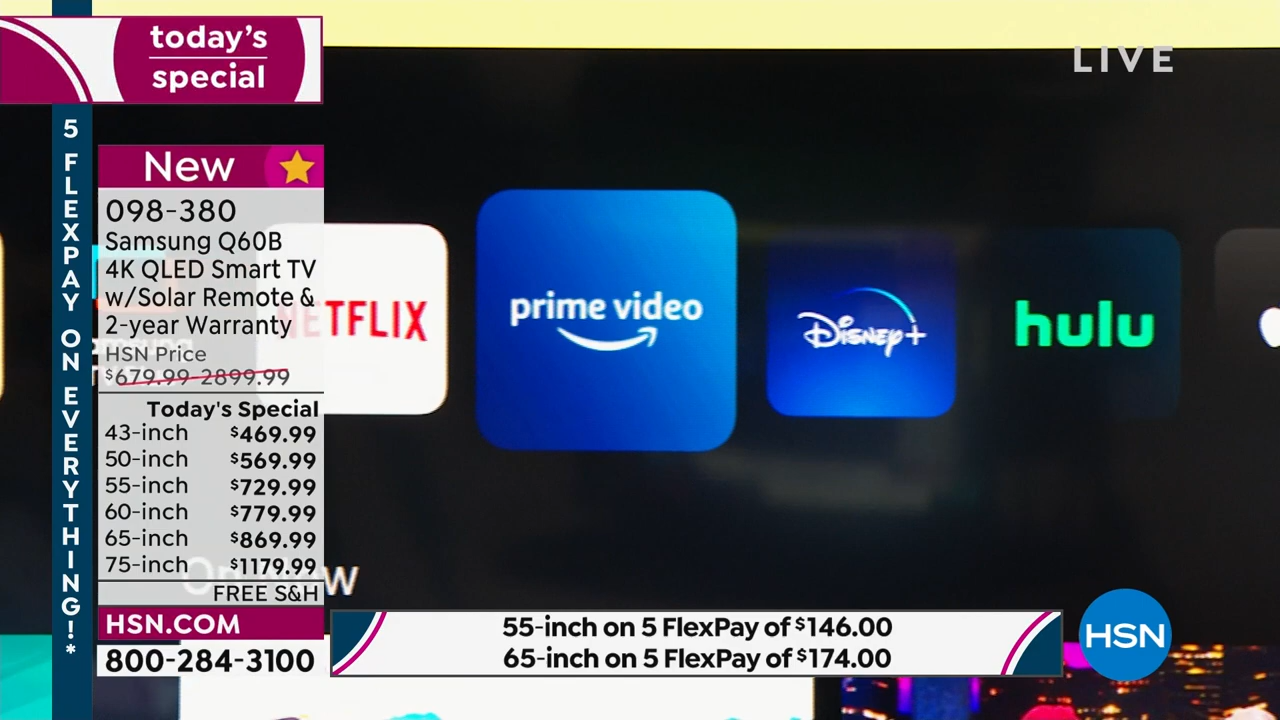 today's
special
LIVE
5 FLEXPAY ON EVERYTHING!*
New
098-380
Samsung Q60B
4K QLED Smart TV
w/Solar Remote &
2-year Warranty
HSN Price
$679.99-2899.99
Today's Special
43-inch $469.99
50-inch $569.99
55-inch $729.99
60-inch $779.99
65-inch $869.99
75-inch $1179.99
FREE S&H
HSN.COM
800-284-3100
NETFLIX
prime video
Disney+
hulu
On Now
55-inch on 5 FlexPay of $146.00
65-inch on 5 FlexPay of $174.00
HSN